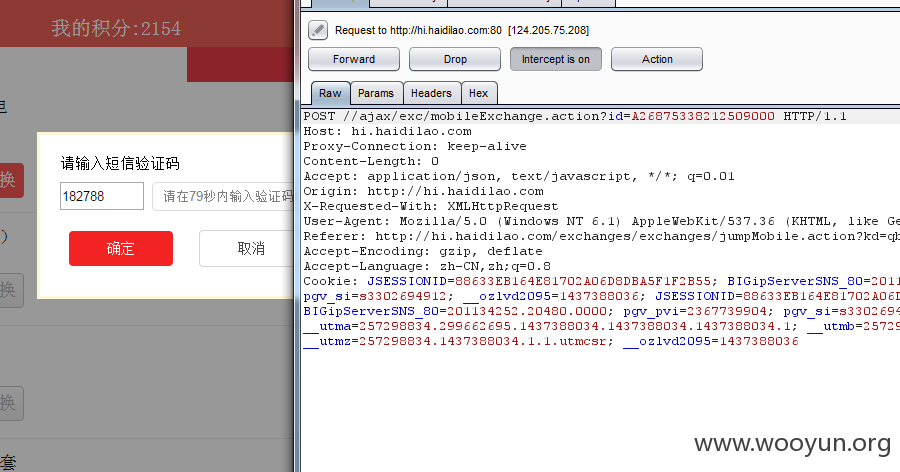 我的积分:2154
请输入短信验证码
182788
请在79秒内输入验证码
确定
取消
换
）
换
换
套
Request to http://hi.haidilao.com:80 [124.205.75.208]
Forward
Drop
Intercept is on
Action
Raw
Params
Headers
Hex
POST //ajax/exc/mobileExchange.action?id=A26875338212509000 HTTP/1.1
Host: hi.haidilao.com
Proxy-Connection: keep-alive
Content-Length: 0
Accept: application/json, text/javascript, */*; q=0.01
Origin: http://hi.haidilao.com
X-Requested-With: XMLHttpRequest
User-Agent: Mozilla/5.0 (Windows NT 6.1) AppleWebKit/537.36 (KHTML, like Ge
Referer: http://hi.haidilao.com/exchanges/exchanges/jumpMobile.action?kd=qb
Accept-Encoding: gzip, deflate
Accept-Language: zh-CN,zh;q=0.8
Cookie: JSESSIONID=88633EB164E81702A06D8DBA5F1F2B55; BIGipServerSNS_80=2011
pgv_si=s3302694912; __ozlvd2095=1437388036; JSESSIONID=88633EB164E81702A06D
BIGipServerSNS_80=201134252.20480.0000; pgv_pvi=2367739904; pgv_si=s3302694
__utma=257298834.299662695.1437388034.1437388034.1437388034.1; __utmb=25729
__utmz=257298834.1437388034.1.1.utmcsr; __ozlvd2095=1437388036
www.wooyun.org